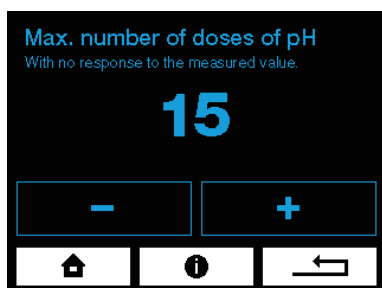 Max. number of doses of pH
With no response to the measured value.
15
- +